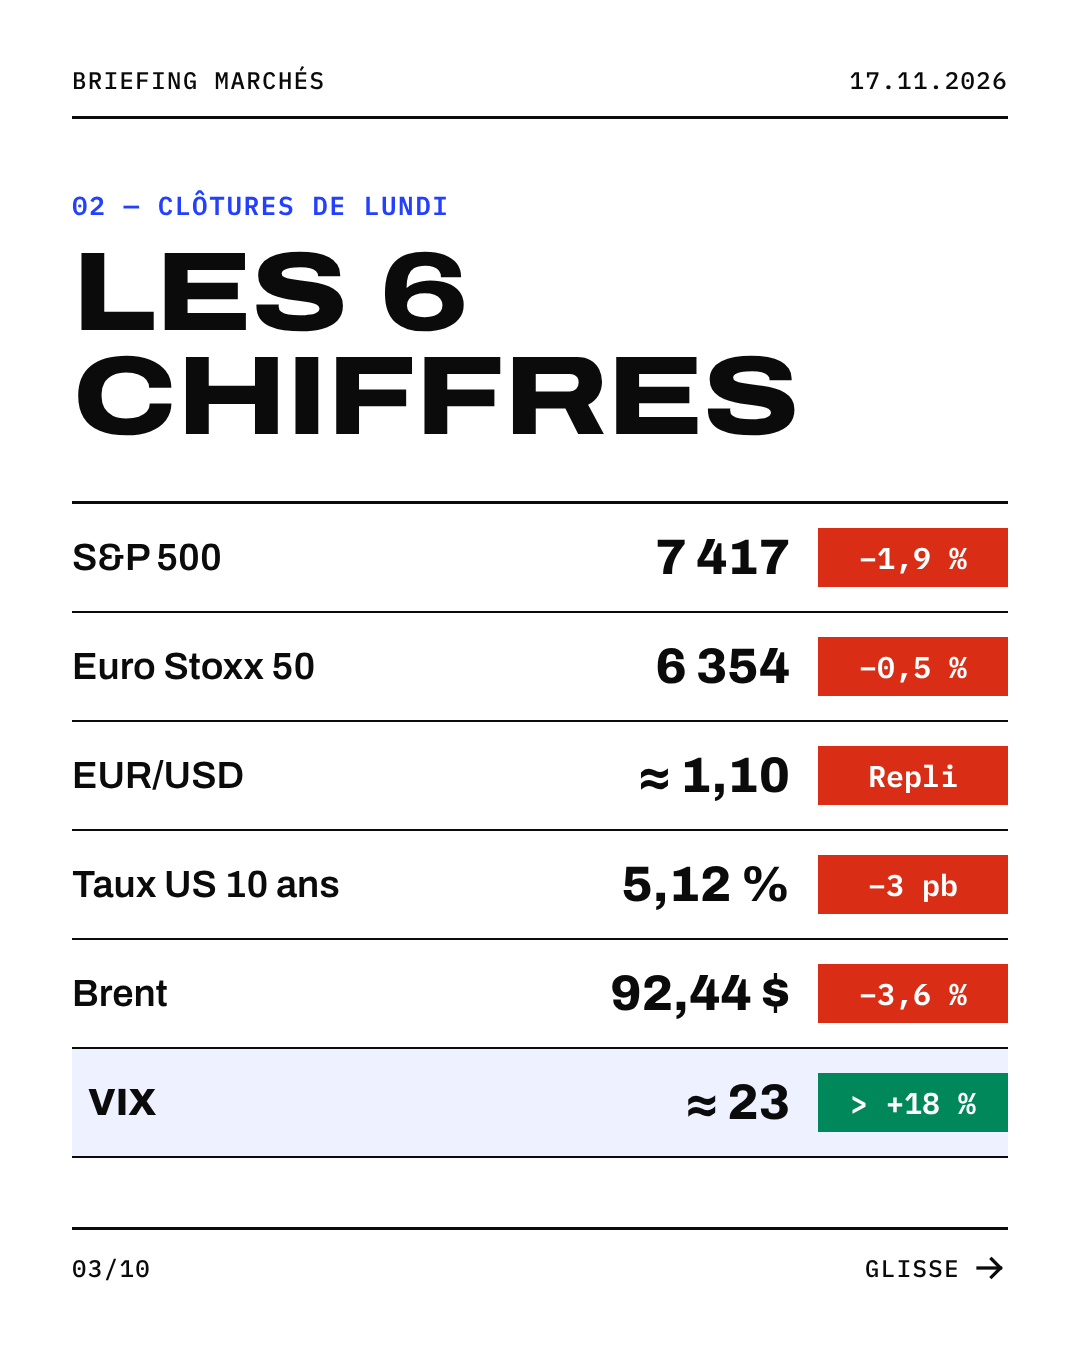 BRIEFING MARCHÉS 17.11.2026
02 — CLÔTURES DE LUNDI
LES 6
CHIFFRES
S&P 500 7 417 −1,9 %
Euro Stoxx 50 6 354 −0,5 %
EUR/USD ≈ 1,10 Repli
Taux US 10 ans 5,12 % −3 pb
Brent 92,44 $ −3,6 %
VIX ≈ 23 > +18 %
03/10 GLISSE →